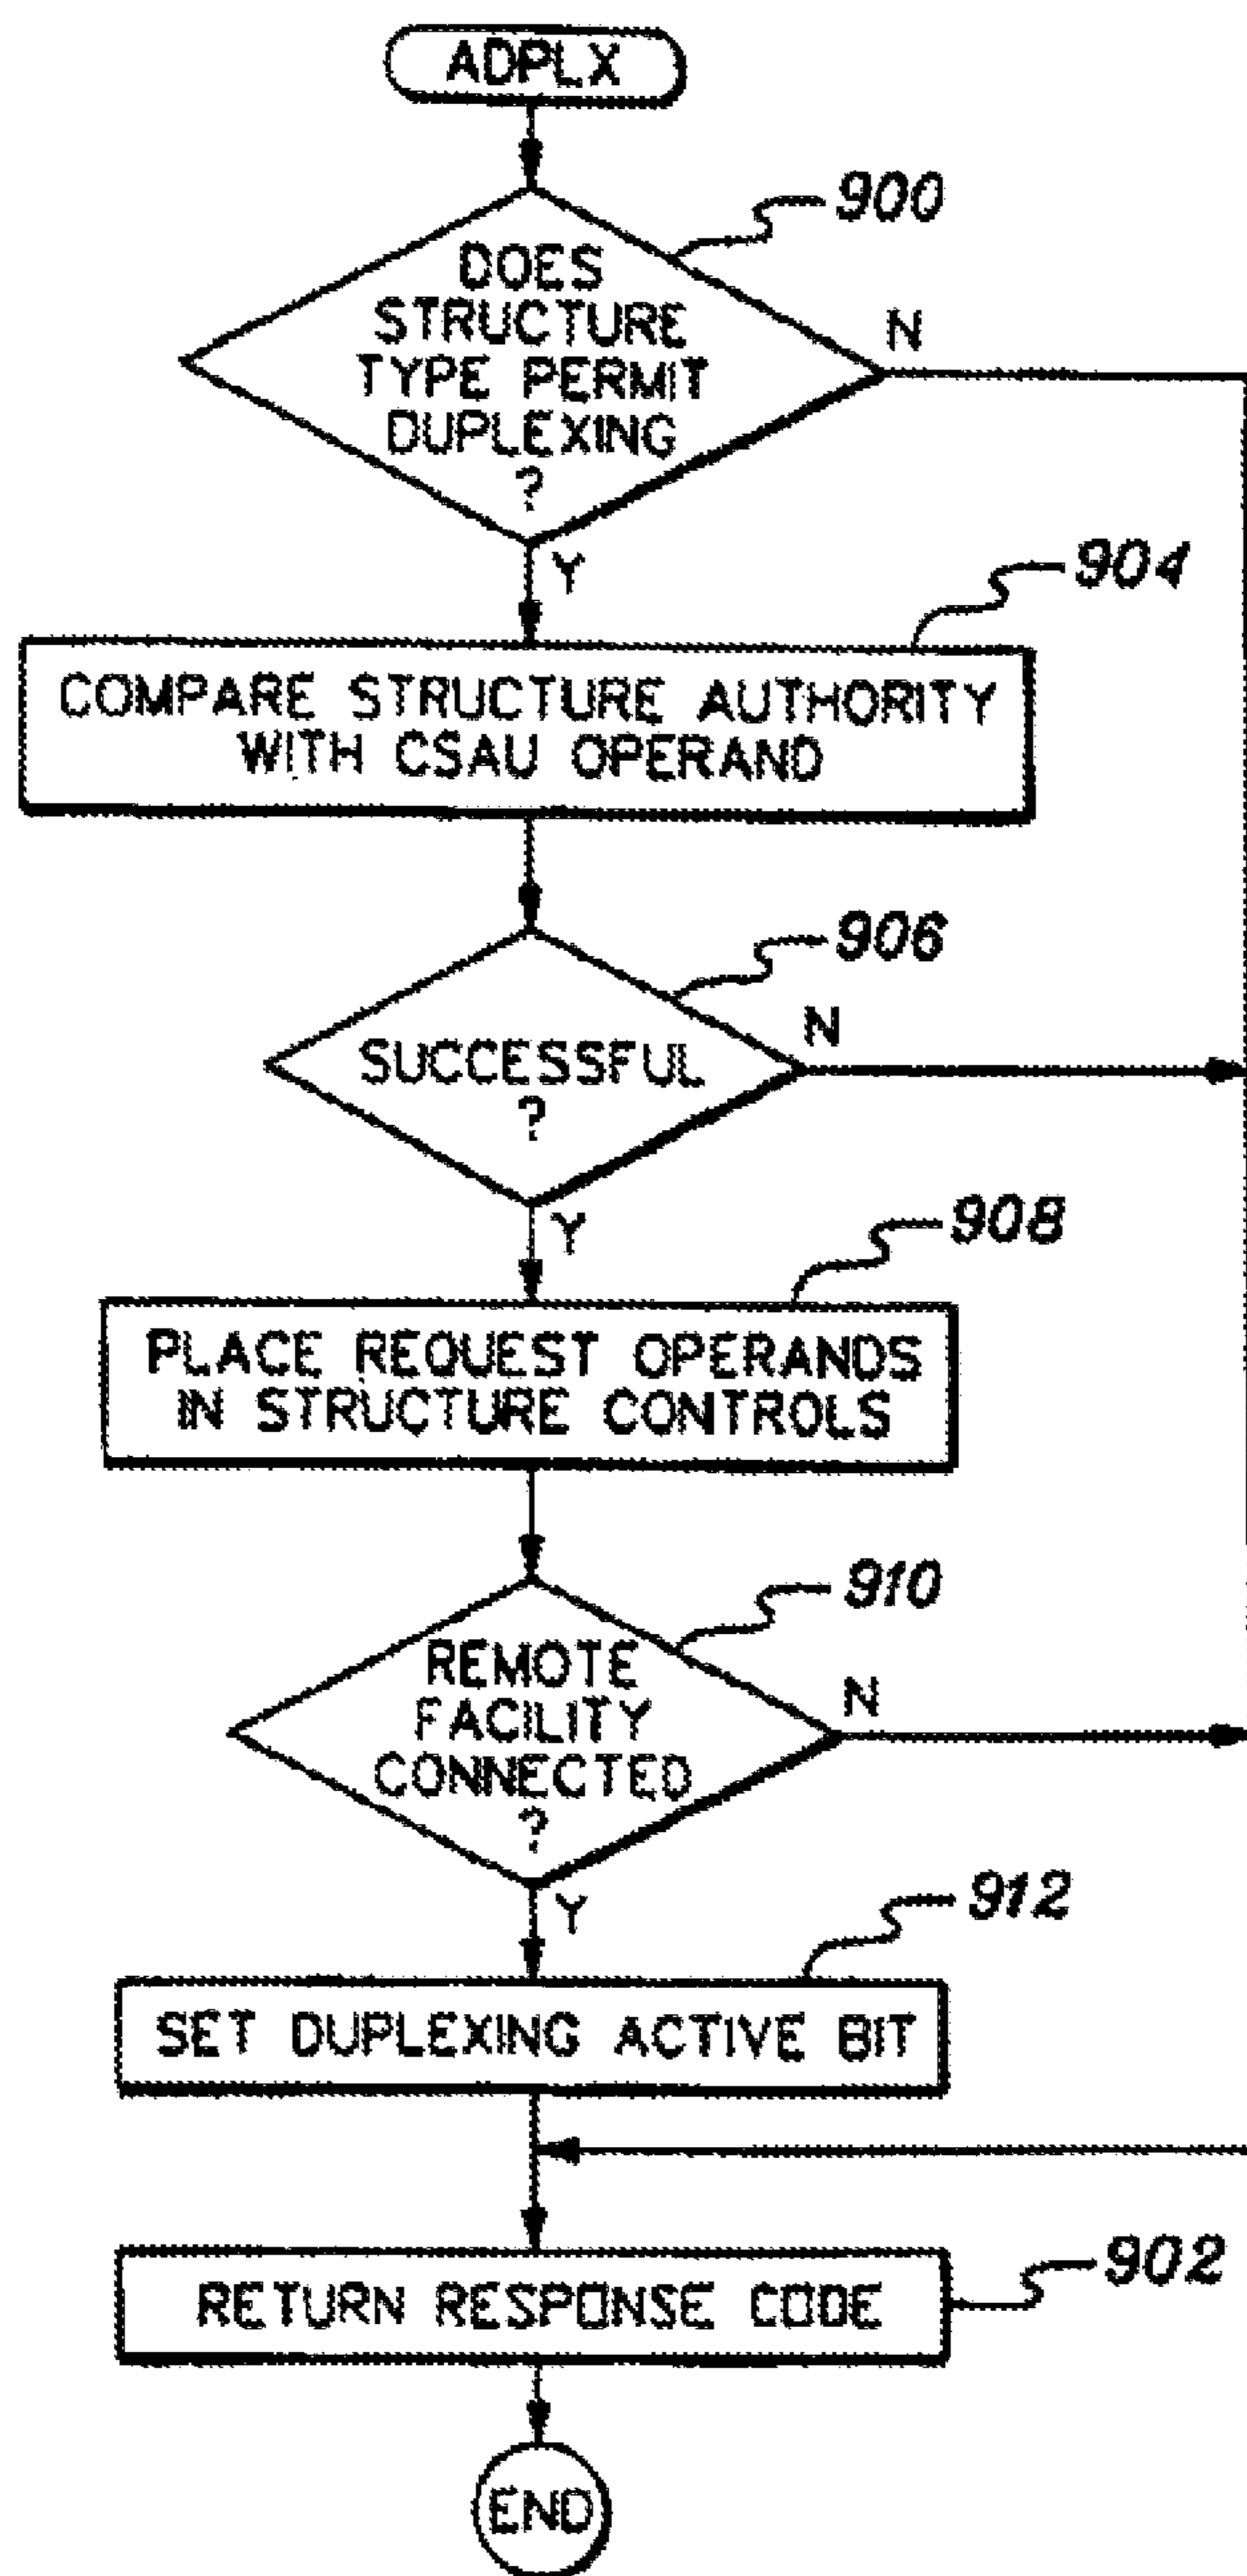 ADPLX
900
DOES
STRUCTURE
TYPE PERMIT
DUPLEXING
?
N
Y
904
COMPARE STRUCTURE AUTHORITY
WITH CSAU OPERAND
906
SUCCESSFUL
?
N
Y
908
PLACE REQUEST OPERANDS
IN STRUCTURE CONTROLS
910
REMOTE
FACILITY
CONNECTED
?
N
Y
912
SET DUPLEXING ACTIVE BIT
902
RETURN RESPONSE CODE
END